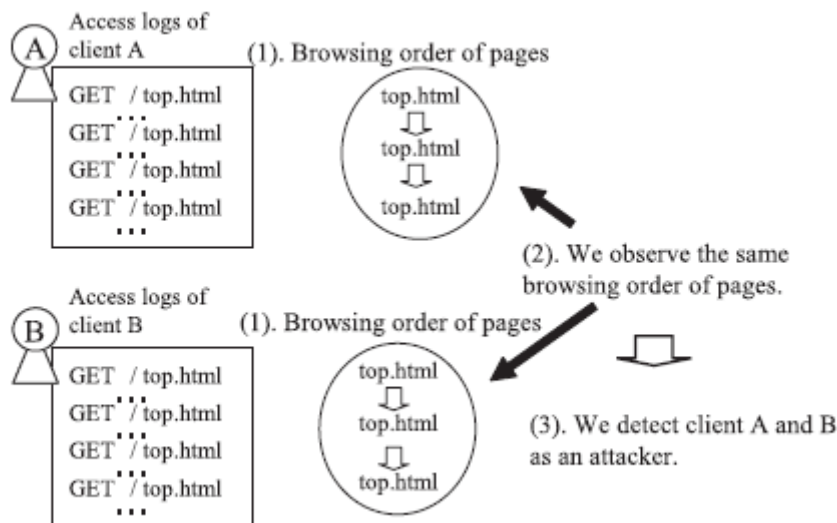 Access logs of
client A
A
GET / top.html
...
GET / top.html
...
GET / top.html
...
GET / top.html
...
(1). Browsing order of pages
top.html
top.html
top.html
(2). We observe the same
browsing order of pages.
Access logs of
client B
B
GET / top.html
...
GET / top.html
...
GET / top.html
...
GET / top.html
...
(1). Browsing order of pages
top.html
top.html
top.html
(3). We detect client A and B
as an attacker.